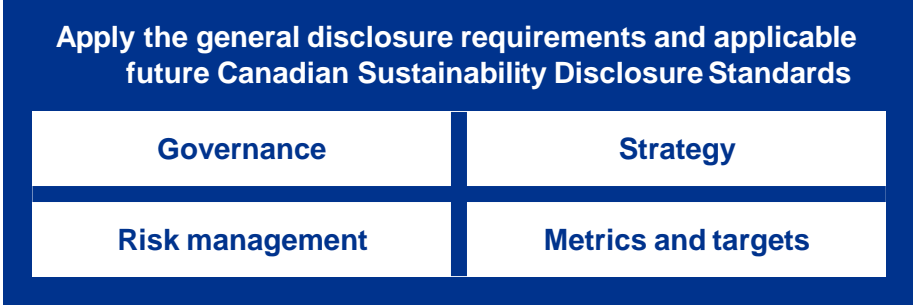 Apply the general disclosure requirements and applicable
future Canadian Sustainability Disclosure Standards
Governance
Strategy
Risk management
Metrics and targets